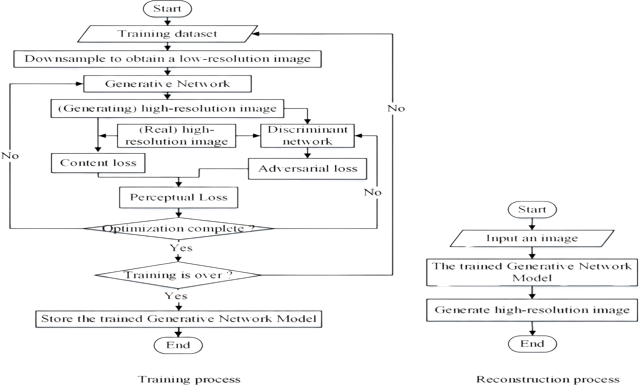 Start
Training dataset
Downsample to obtain a low-resolution image
Generative Network
(Generating) high-resolution image
No
(Real) high-
resolution image
Discriminant
network
No
Content loss
Adversarial loss
No
Perceptual Loss
Optimization complete ?
Yes
Training is over ?
Yes
Store the trained Generative Network Model
End
Training process
Start
Input an image
The trained Generative Network
Model
Generate high-resolution image
End
Reconstruction process